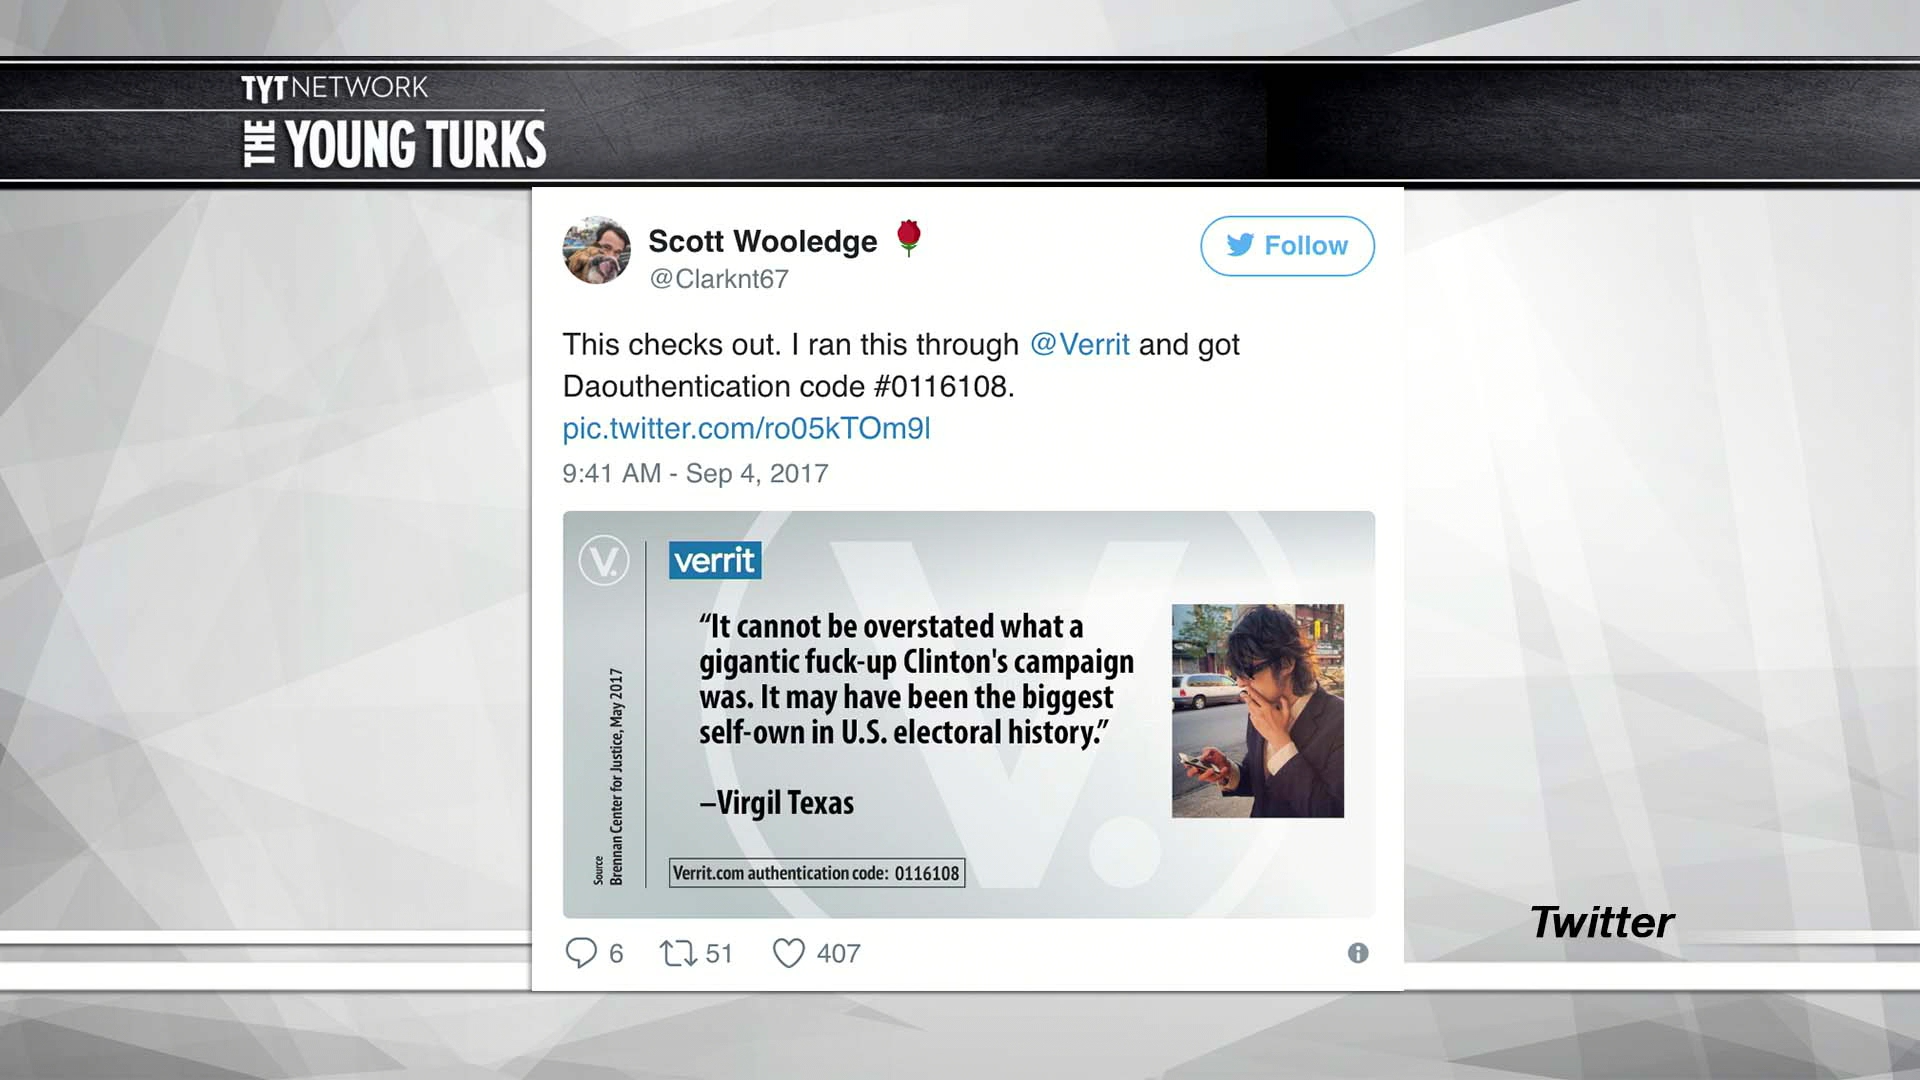 TYT NETWORK
THE YOUNG TURKS
Scott Wooledge
@Clarknt67
Follow
This checks out. I ran this through @Verrit and got
Daouthentication code #0116108.
pic.twitter.com/ro05kTOm9l
9:41 AM - Sep 4, 2017
V.
verrit
“It cannot be overstated what a
gigantic fuck-up Clinton's campaign
was. It may have been the biggest
self-own in U.S. electoral history.”
–Virgil Texas
Source
Brennan Center for Justice, May 2017
Verrit.com authentication code: 0116108
6
51
407
Twitter